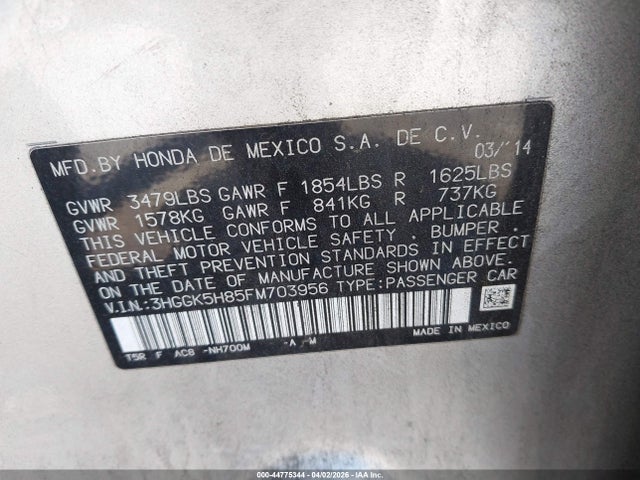 MFD.BY HONDA DE MEXICO S.A. DE C.V.
03/'14
GVWR 3479LBS GAWR F 1854LBS R 1625LBS
GVWR 1578KG GAWR F 841KG R 737KG
THIS VEHICLE CONFORMS TO ALL APPLICABLE
FEDERAL MOTOR VEHICLE SAFETY, BUMPER,
AND THEFT PREVENTION STANDARDS IN EFFECT
ON THE DATE OF MANUFACTURE SHOWN ABOVE.
V.I.N.:3HGGK5H85FM703956 TYPE:PASSENGER CAR
T5R F AC8 -NH700M -A -M
MADE IN MEXICO
000-44775344 | 04/02/2026 | IAAI.COM